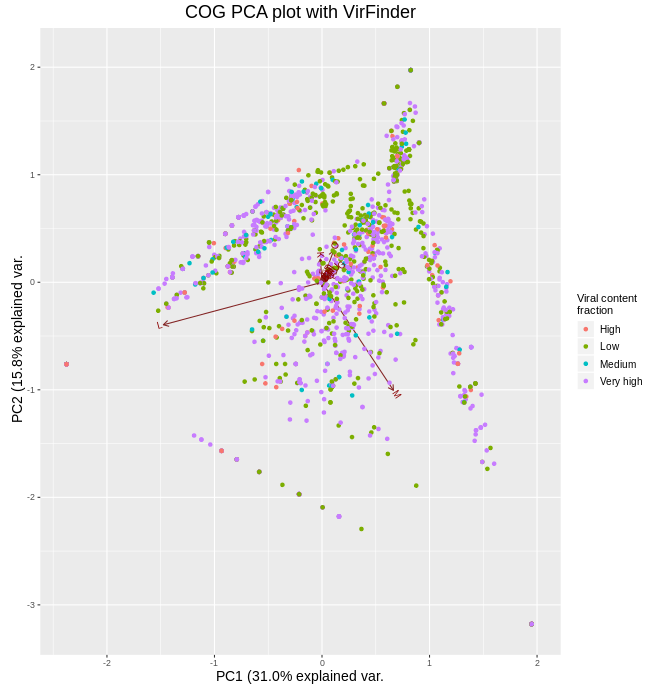 COG PCA plot with VirFinder
PC2 (15.8% explained var.
2
1
0
-1
-2
-3
L
M
K
-2
-1
0
1
2
PC1 (31.0% explained var.
Viral content
fraction
High
Low
Medium
Very high